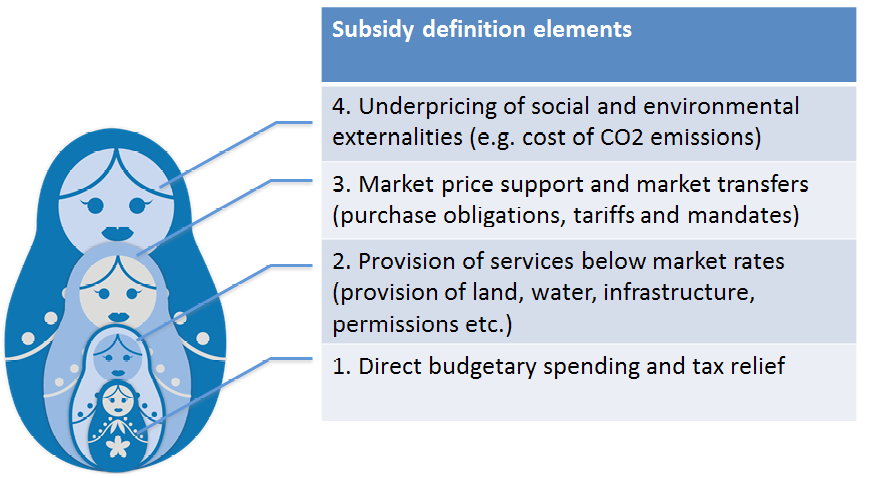 Subsidy definition elements
4. Underpricing of social and environmental
externalities (e.g. cost of CO2 emissions)
3. Market price support and market transfers
(purchase obligations, tariffs and mandates)
2. Provision of services below market rates
(provision of land, water, infrastructure,
permissions etc.)
1. Direct budgetary spending and tax relief